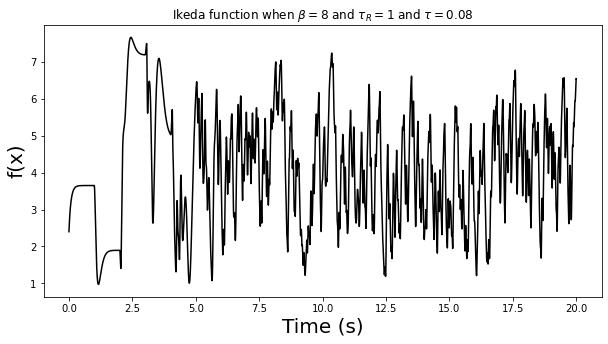 Ikeda function when β = 8 and τR = 1 and τ = 0.08
f(x)
7
6
5
4
3
2
1
0.0 2.5 5.0 7.5 10.0 12.5 15.0 17.5 20.0
Time (s)